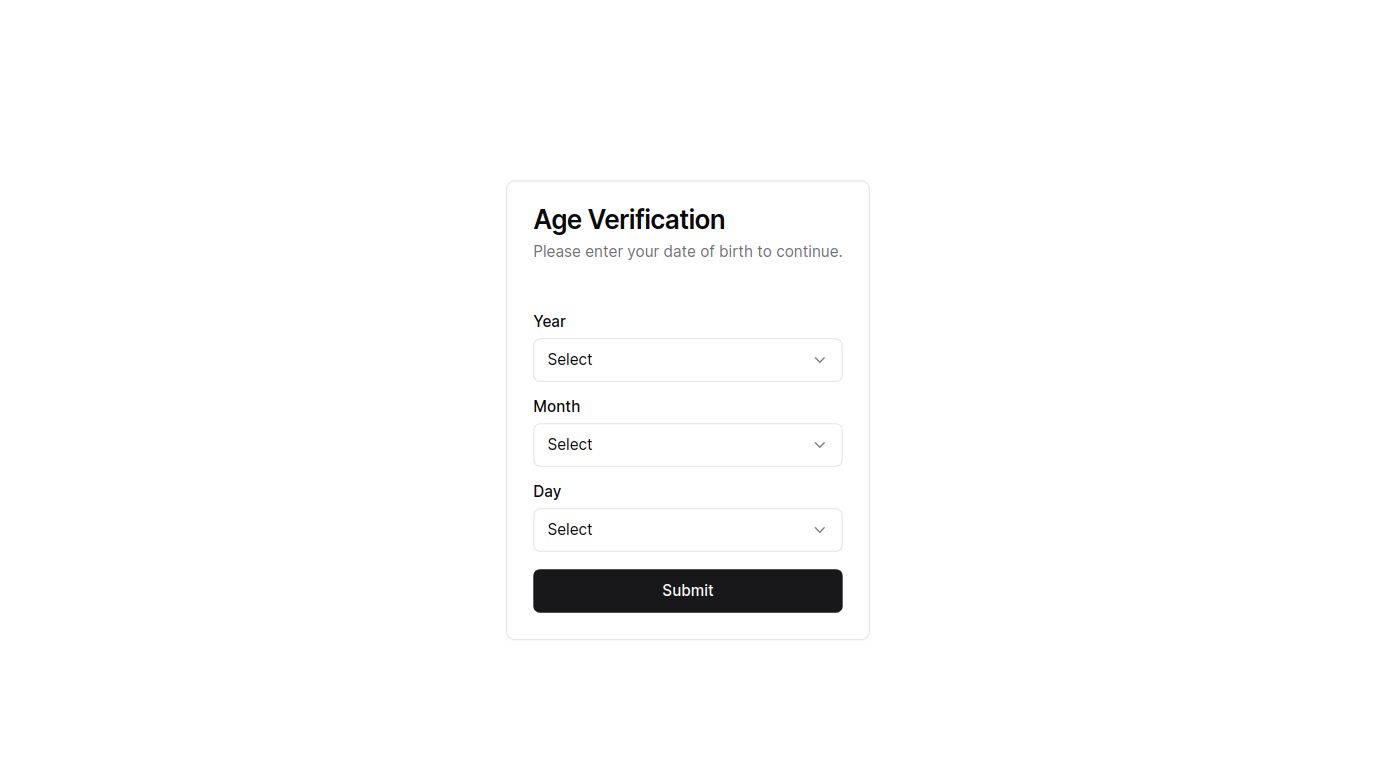 Age Verification
Please enter your date of birth to continue.
Year
Select
Month
Select
Day
Select
Submit